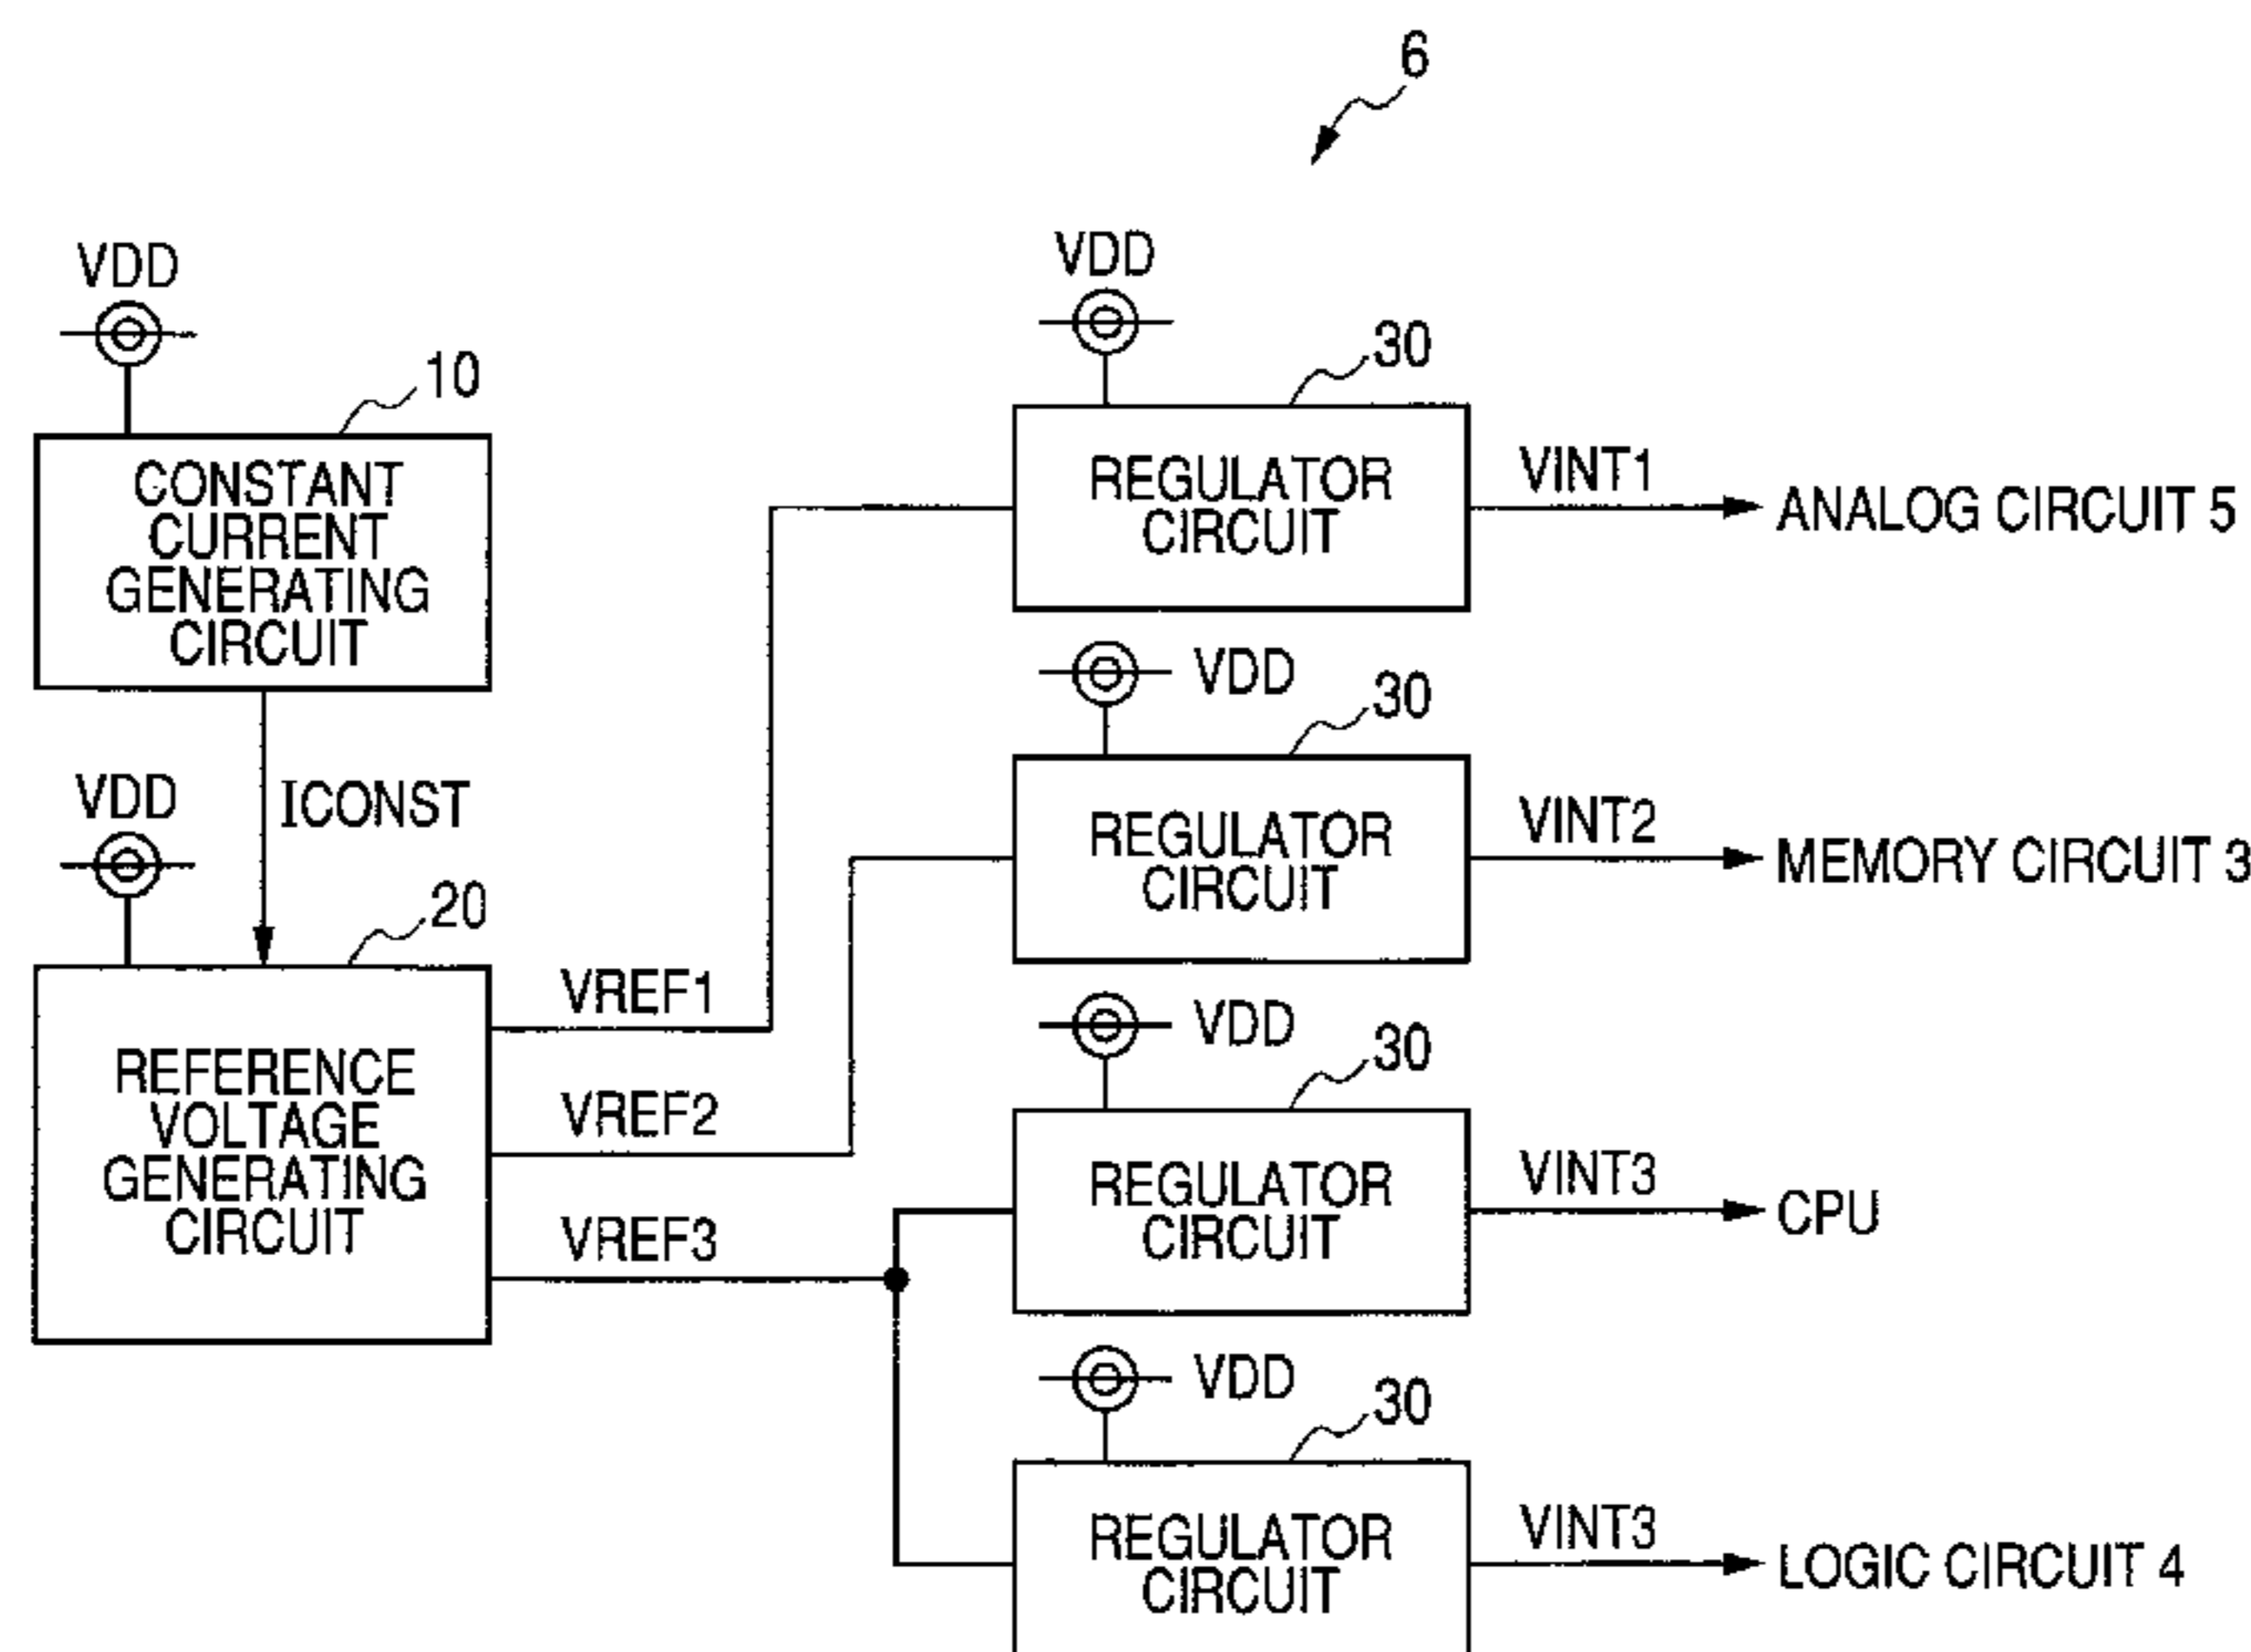 6
VDD
10
CONSTANT
CURRENT
GENERATING
CIRCUIT
ICONST
VDD
20
REFERENCE
VOLTAGE
GENERATING
CIRCUIT
VREF1
VREF2
VREF3
VDD
30
REGULATOR
CIRCUIT
VINT1
ANALOG CIRCUIT 5
VDD
30
REGULATOR
CIRCUIT
VINT2
MEMORY CIRCUIT 3
VDD
30
REGULATOR
CIRCUIT
VINT3
CPU
VDD
30
REGULATOR
CIRCUIT
VINT3
LOGIC CIRCUIT 4